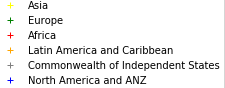 Asia
Europe
Africa
Latin America and Caribbean
Commonwealth of Independent States
North America and ANZ